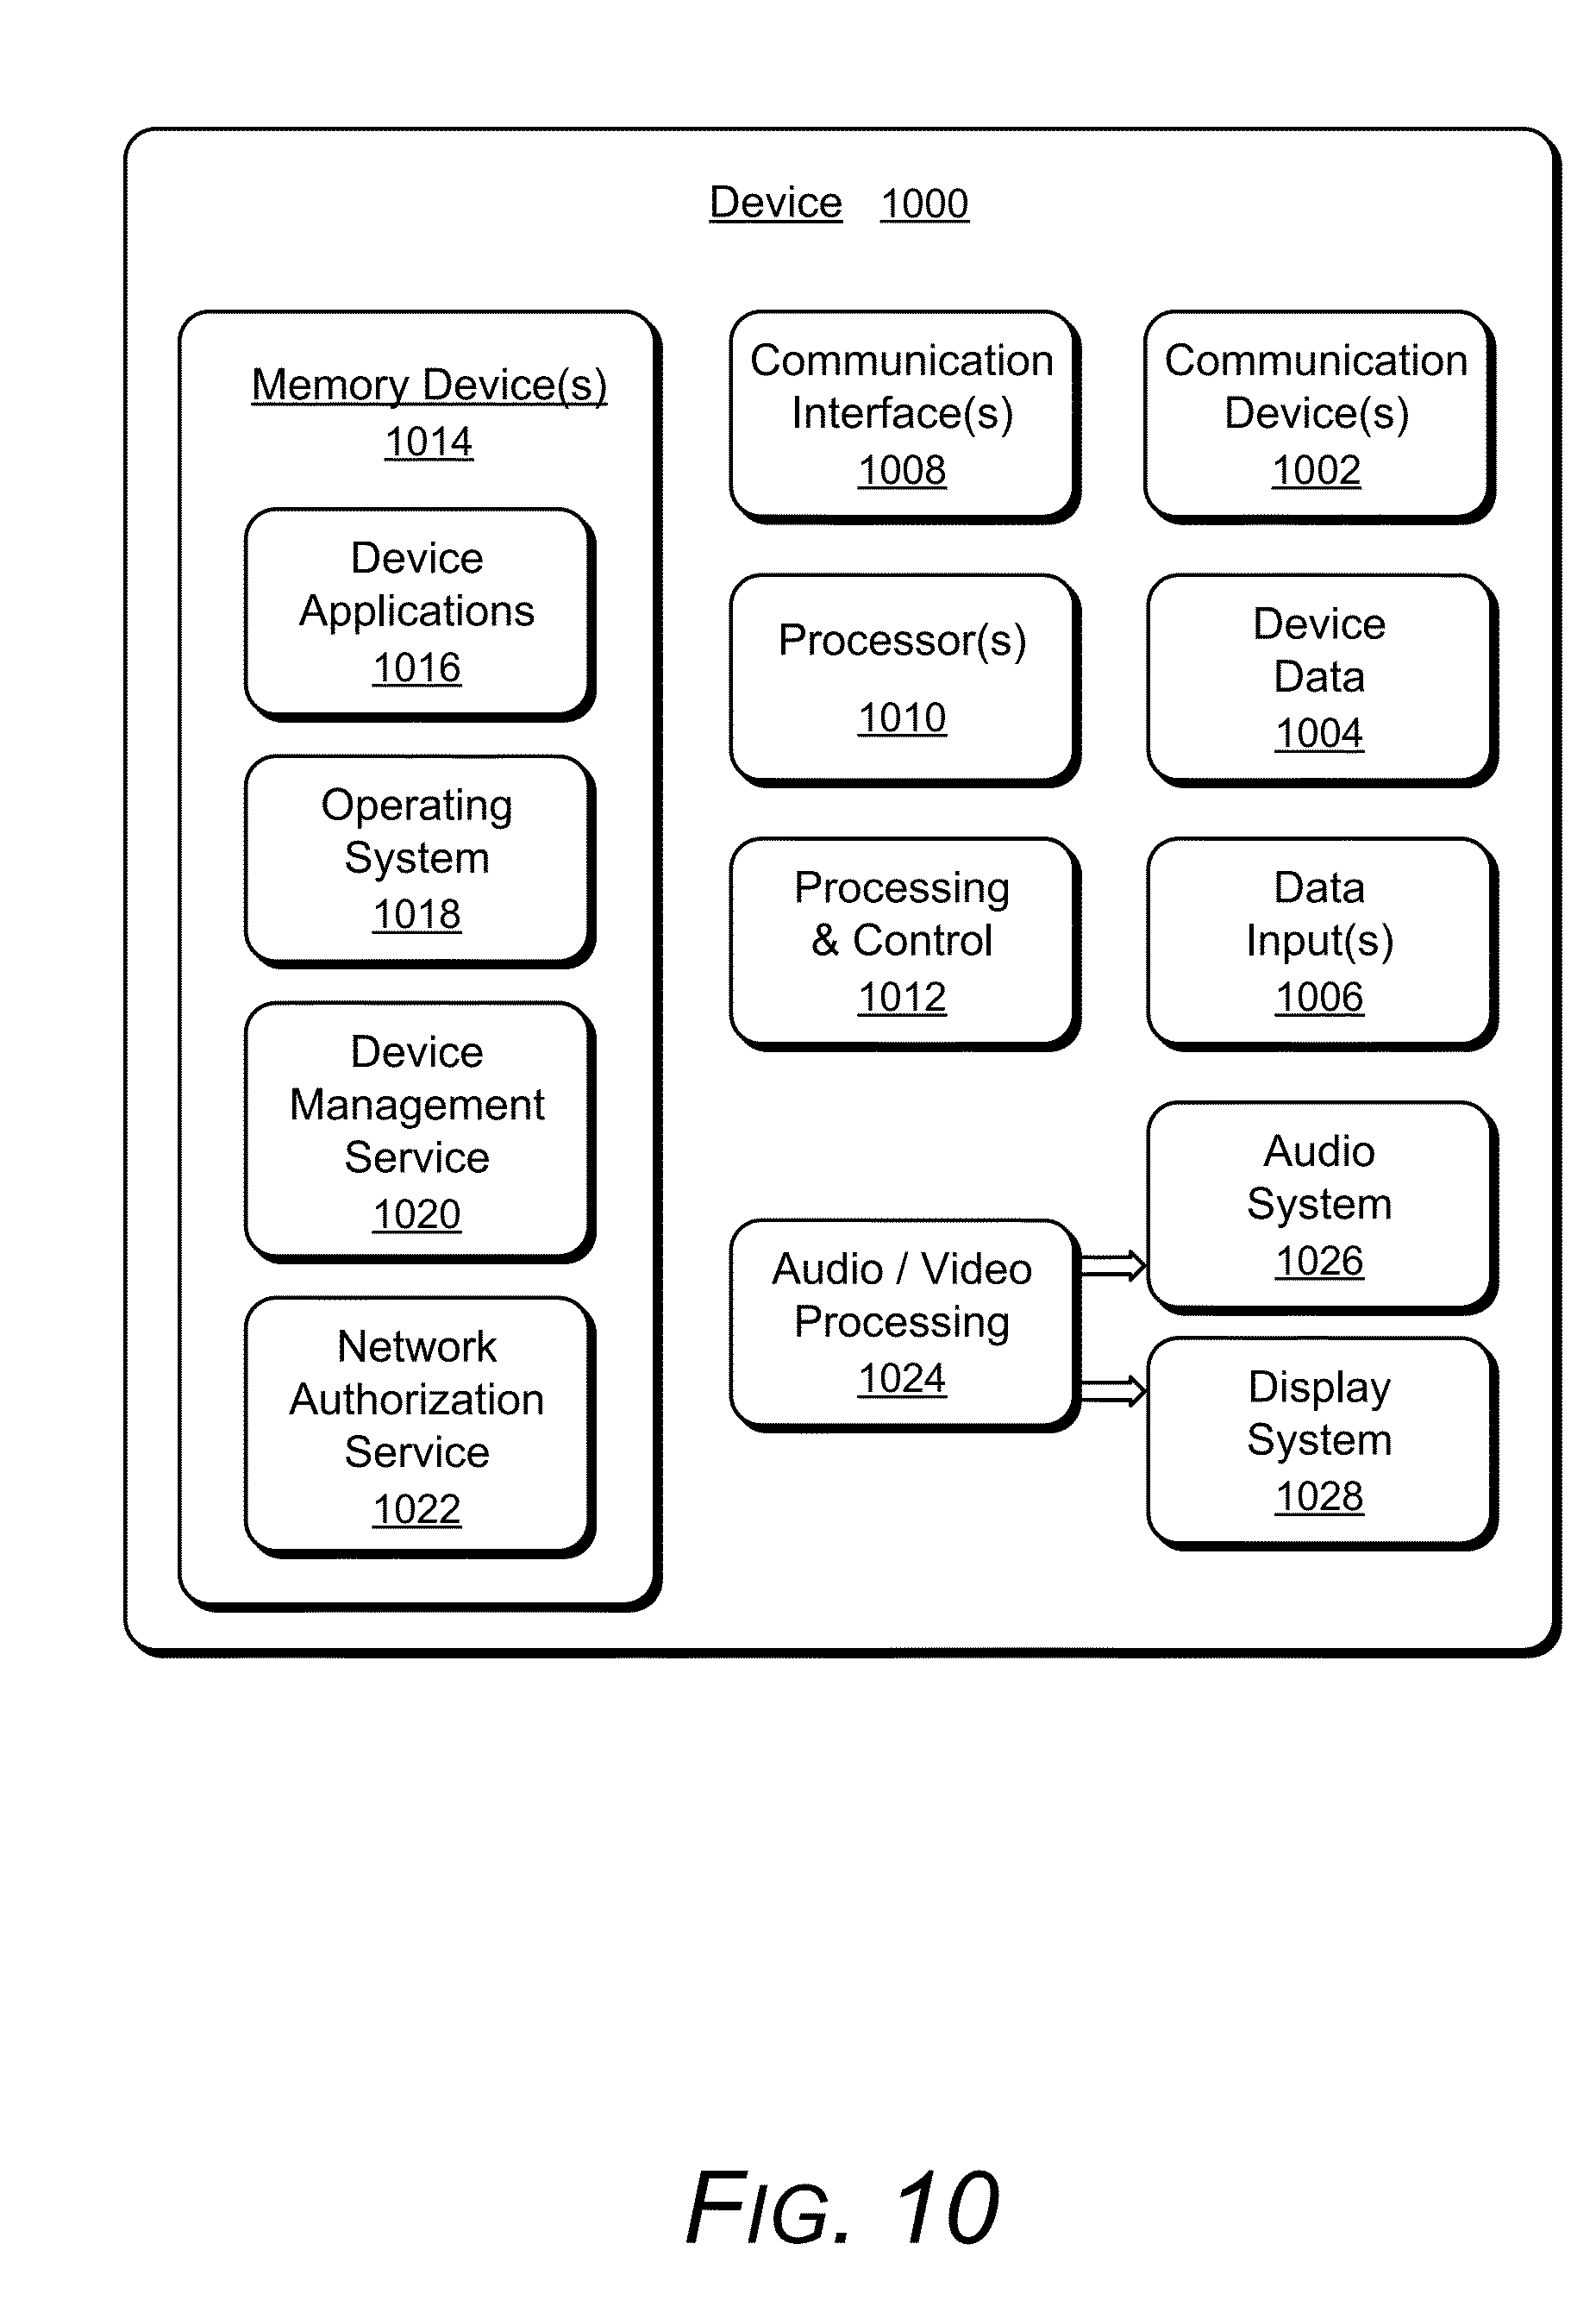 Device 1000
Memory Device(s)
1014
Device
Applications
1016
Operating
System
1018
Device
Management
Service
1020
Network
Authorization
Service
1022
Communication
Interface(s)
1008
Communication
Device(s)
1002
Processor(s)
1010
Device
Data
1004
Processing
& Control
1012
Data
Input(s)
1006
Audio / Video
Processing
1024
Audio
System
1026
Display
System
1028
FIG. 10